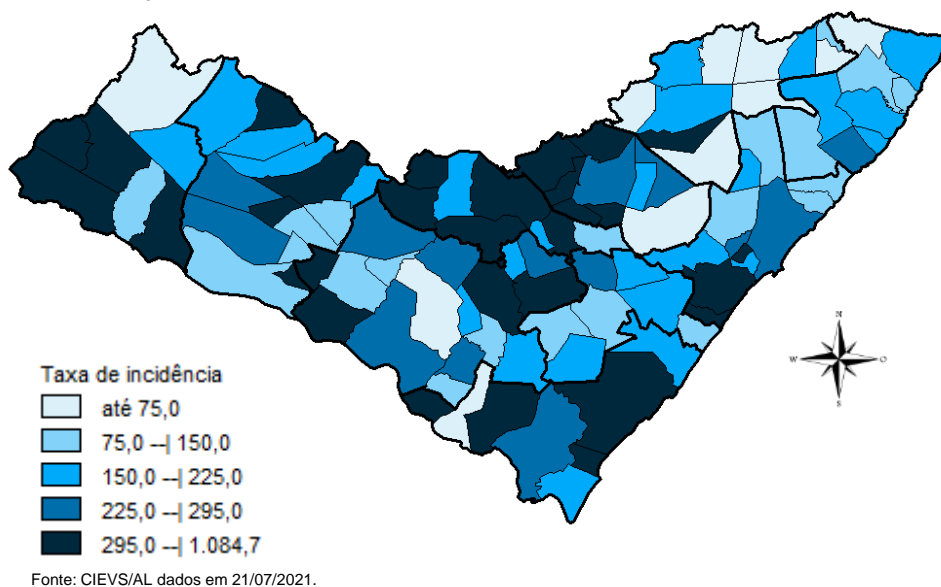 N
W
O
S
Taxa de incidência
até 75,0
75,0 --| 150,0
150,0 --| 225,0
225,0 --| 295,0
295,0 --| 1.084,7
Fonte: CIEVS/AL dados em 21/07/2021.